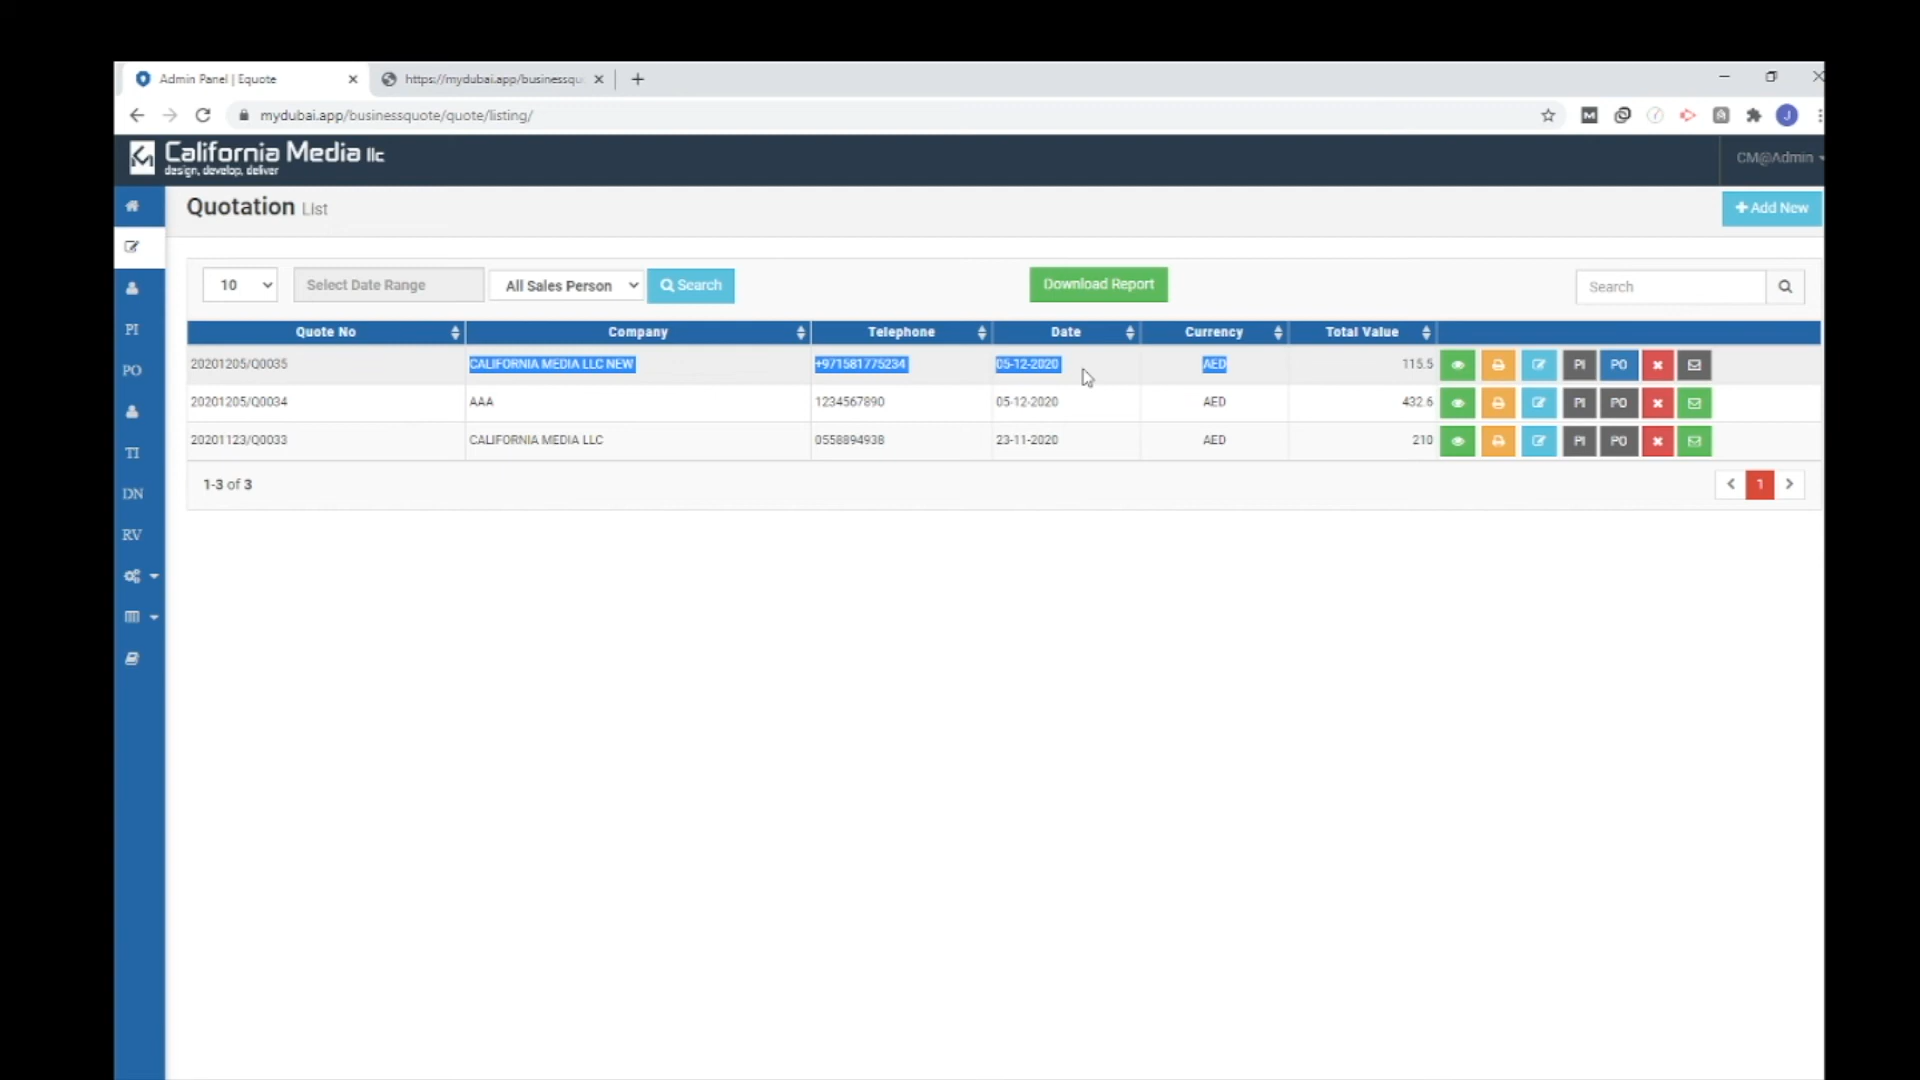 Admin Panel | Equote
https://mydubai.app/businessqu
mydubai.app/businessquote/quote/listing/
California Media llc
design, develop, deliver
CM@Admin
Quotation List
+ Add New
10 Select Date Range All Sales Person Search Download Report Search
Quote No Company Telephone Date Currency Total Value
20201205/Q0035 CALIFORNIA MEDIA LLC NEW +971581775234 05-12-2020 AED 115.5 PI PO
20201205/Q0034 AAA 1234567890 05-12-2020 AED 432.6 PI PO
20201123/Q0033 CALIFORNIA MEDIA LLC 0558894938 23-11-2020 AED 210 PI PO
1-3 of 3 1
PI
PO
TI
DN
RV
M
J